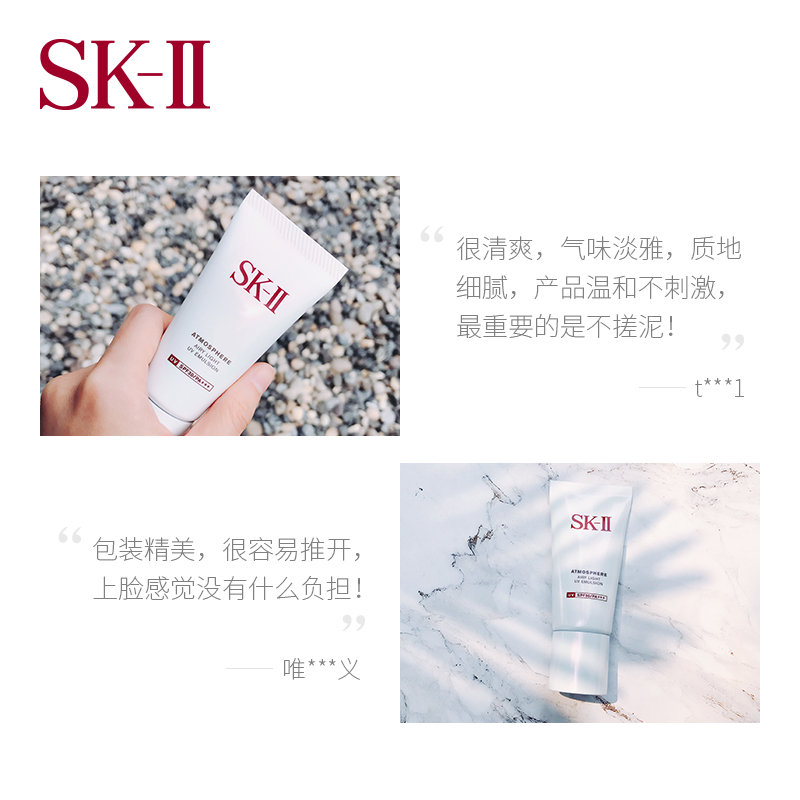 SK-II
SK-II
ATMOSPHERE
AIRY LIGHT
UV EMULSION
UV SPF30/PA+++
“
很清爽，气味淡雅，质地
细腻，产品温和不刺激，
最重要的是不搓泥！
”
t***1
“
包装精美，很容易推开，
上脸感觉没有什么负担！
”
唯***义
SK-II
ATMOSPHERE
AIRY LIGHT
UV EMULSION
UV SPF30/PA+++